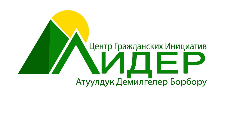 Центр Гражданских Инициатив
ЛИДЕР
Атуулдук Демилгелер Борбору